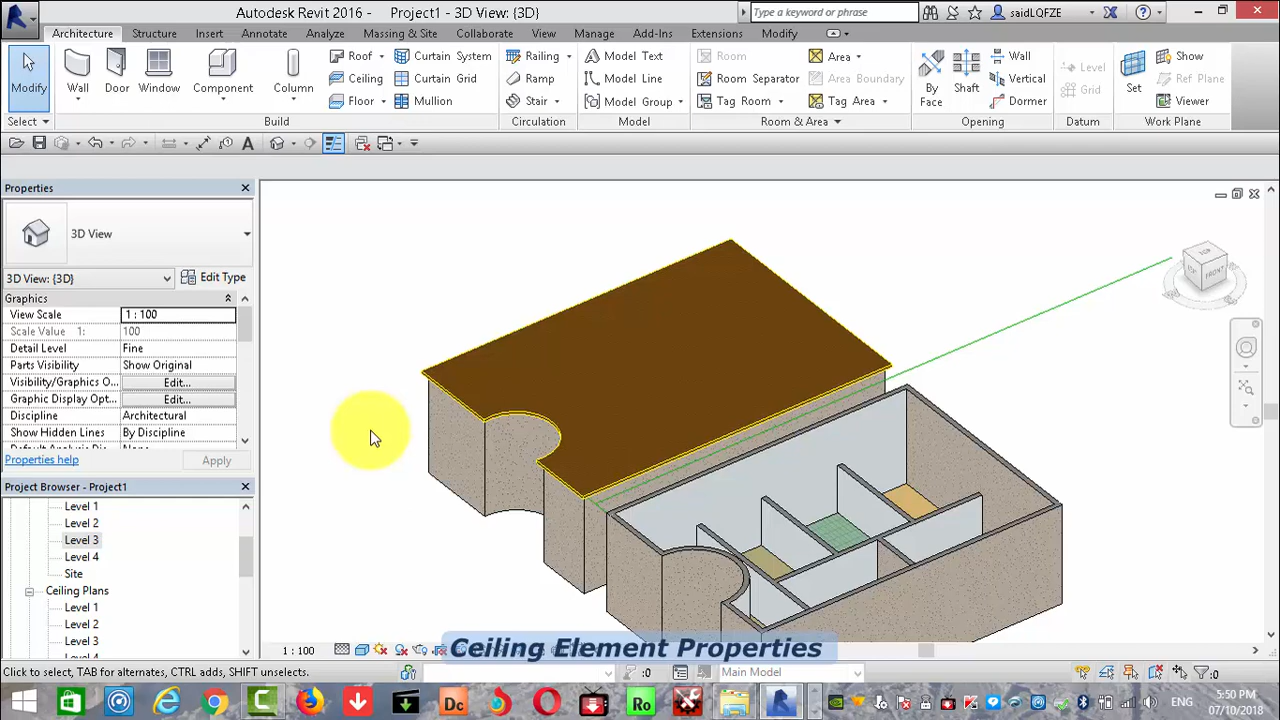 Autodesk Revit 2016 - Project1 - 3D View: {3D}
Type a keyword or phrase
saidLQFZE
Architecture Structure Insert Annotate Analyze Massing & Site Collaborate View Manage Add-Ins Extensions Modify
Modify
Wall
Door
Window
Component
Column
Roof
Ceiling
Floor
Curtain System
Curtain Grid
Mullion
Railing
Ramp
Stair
Model Text
Model Line
Model Group
Room
Room Separator
Tag Room
Area
Area Boundary
Tag Area
By
Face
Shaft
Wall
Vertical
Dormer
Level
Grid
Set
Show
Ref Plane
Viewer
Select Build Circulation Model Room & Area Opening Datum Work Plane
Properties
3D View
3D View: {3D} Edit Type
Graphics
View Scale 1 : 100
Scale Value 1: 100
Detail Level Fine
Parts Visibility Show Original
Visibility/Graphics O... Edit...
Graphic Display Opt... Edit...
Discipline Architectural
Show Hidden Lines By Discipline
Properties help Apply
Project Browser - Project1
Level 1
Level 2
Level 3
Level 4
Site
Ceiling Plans
Level 1
Level 2
Level 3
Level 4
TOP
FRONT
1 : 100
Ceiling Element Properties
Click to select, TAB for alternates, CTRL adds, SHIFT unselects.
:0
Main Model
:0
Dc
Ro
ENG
5:50 PM
07/10/2018